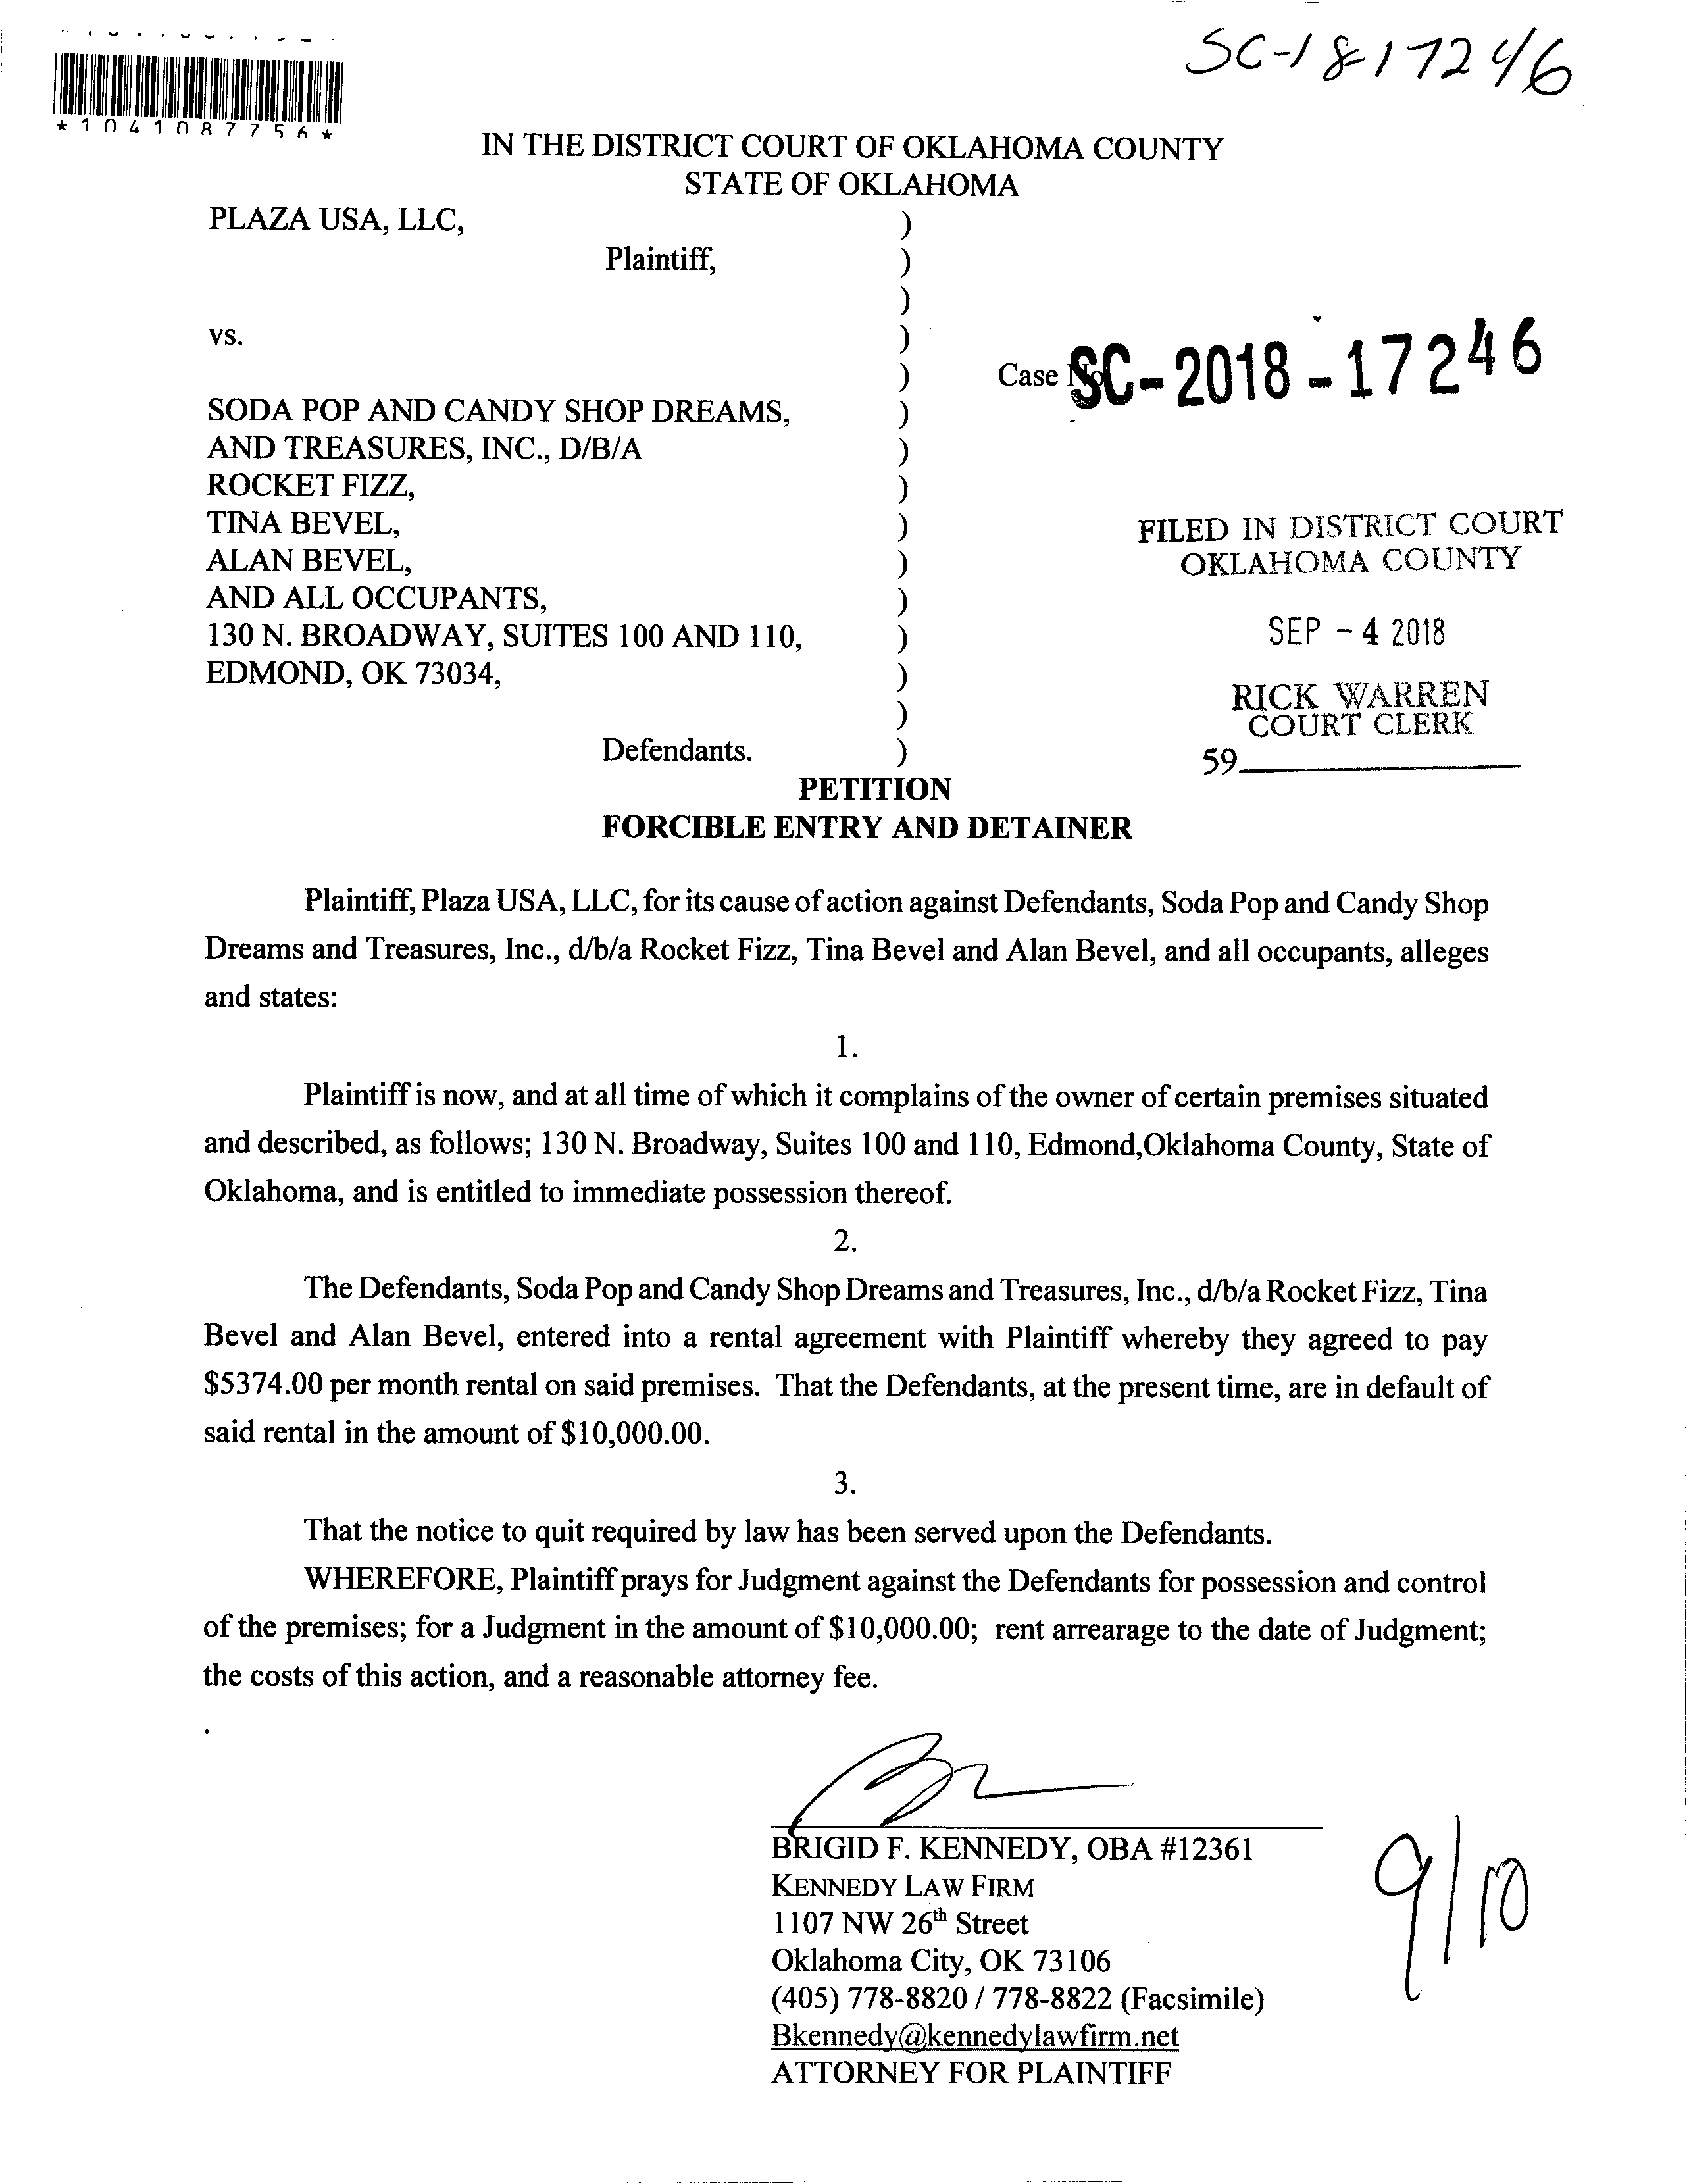 SC-18-17246
*1041087756*
IN THE DISTRICT COURT OF OKLAHOMA COUNTY
STATE OF OKLAHOMA
PLAZA USA, LLC, )
Plaintiff, )
)
vs. )
) Case No. SC-2018-17246
SODA POP AND CANDY SHOP DREAMS, )
AND TREASURES, INC., D/B/A )
ROCKET FIZZ, )
TINA BEVEL, )
ALAN BEVEL, )
AND ALL OCCUPANTS, )
130 N. BROADWAY, SUITES 100 AND 110, )
EDMOND, OK 73034, )
)
Defendants. )
FILED IN DISTRICT COURT
OKLAHOMA COUNTY
SEP - 4 2018
RICK WARREN
COURT CLERK
59
PETITION
FORCIBLE ENTRY AND DETAINER
Plaintiff, Plaza USA, LLC, for its cause of action against Defendants, Soda Pop and Candy Shop
Dreams and Treasures, Inc., d/b/a Rocket Fizz, Tina Bevel and Alan Bevel, and all occupants, alleges
and states:
1.
Plaintiff is now, and at all time of which it complains of the owner of certain premises situated
and described, as follows; 130 N. Broadway, Suites 100 and 110, Edmond,Oklahoma County, State of
Oklahoma, and is entitled to immediate possession thereof.
2.
The Defendants, Soda Pop and Candy Shop Dreams and Treasures, Inc., d/b/a Rocket Fizz, Tina
Bevel and Alan Bevel, entered into a rental agreement with Plaintiff whereby they agreed to pay
$5374.00 per month rental on said premises. That the Defendants, at the present time, are in default of
said rental in the amount of $10,000.00.
3.
That the notice to quit required by law has been served upon the Defendants.
WHEREFORE, Plaintiff prays for Judgment against the Defendants for possession and control
of the premises; for a Judgment in the amount of $10,000.00; rent arrearage to the date of Judgment;
the costs of this action, and a reasonable attorney fee.
.
BRIGID F. KENNEDY, OBA #12361
KENNEDY LAW FIRM
1107 NW 26th Street
Oklahoma City, OK 73106
(405) 778-8820 / 778-8822 (Facsimile)
Bkennedy@kennedylawfirm.net
ATTORNEY FOR PLAINTIFF
9/10